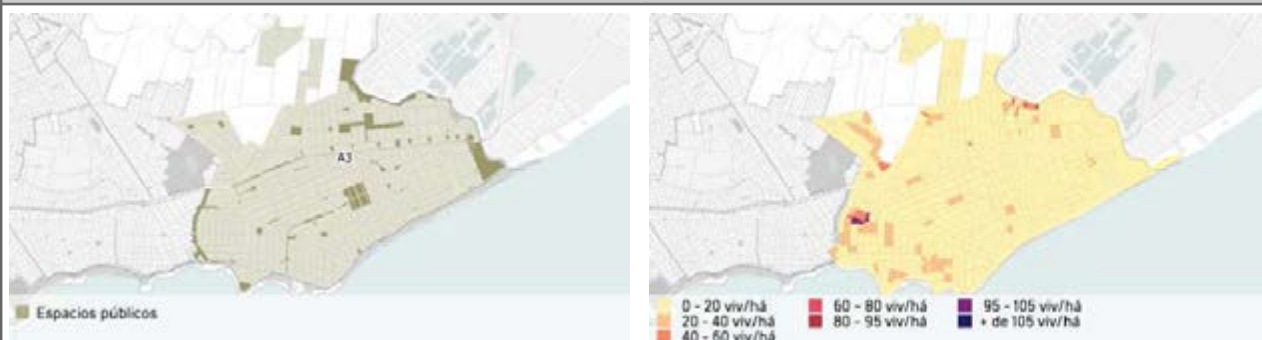 A3
Espacios públicos
0 - 20 viv/há
20 - 40 viv/há
40 - 60 viv/há
60 - 80 viv/há
80 - 95 viv/há
95 - 105 viv/há
+ de 105 viv/há